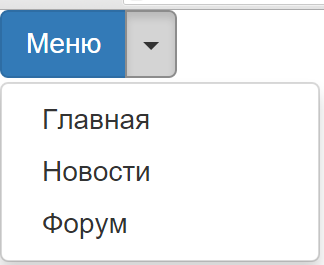 Меню
Главная
Новости
Форум